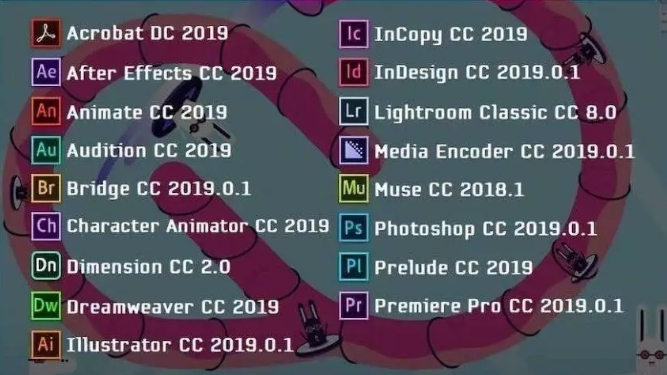 Acrobat DC 2019
Ae After Effects CC 2019
An Animate CC 2019
Au Audition CC 2019
Br Bridge CC 2019.0.1
Ch Character Animator CC 2019
Dn Dimension CC 2.0
Dw Dreamweaver CC 2019
Ai Illustrator CC 2019.0.1
Ic InCopy CC 2019
Id InDesign CC 2019.0.1
Lr Lightroom Classic CC 8.0
Media Encoder CC 2019.0.1
Mu Muse CC 2018.1
Ps Photoshop CC 2019.0.1
Pl Prelude CC 2019
Pr Premiere Pro CC 2019.0.1